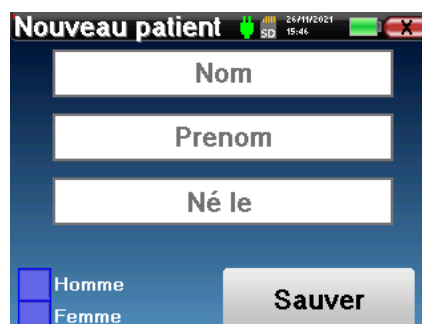 Nouveau patient SD 26/11/2021 15:46 X
Nom
Prenom
Né le
Homme
Femme
Sauver